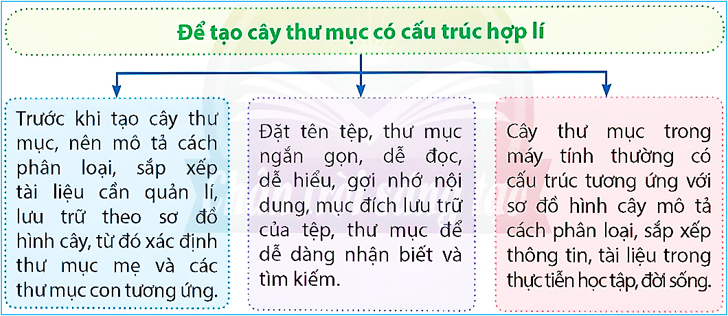 Để tạo cây thư mục có cấu trúc hợp lí
Trước khi tạo cây thư
mục, nên mô tả cách
phân loại, sắp xếp
tài liệu cần quản lí,
lưu trữ theo sơ đồ
hình cây, từ đó xác định
thư mục mẹ và các
thư mục con tương ứng.
Đặt tên tệp, thư mục
ngắn gọn, dễ đọc,
dễ hiểu, gợi nhớ nội
dung, mục đích lưu trữ
của tệp, thư mục để
dễ dàng nhận biết và
tìm kiếm.
Cây thư mục trong
máy tính thường có
cấu trúc tương ứng với
sơ đồ hình cây mô tả
cách phân loại, sắp xếp
thông tin, tài liệu trong
thực tiễn học tập, đời sống.